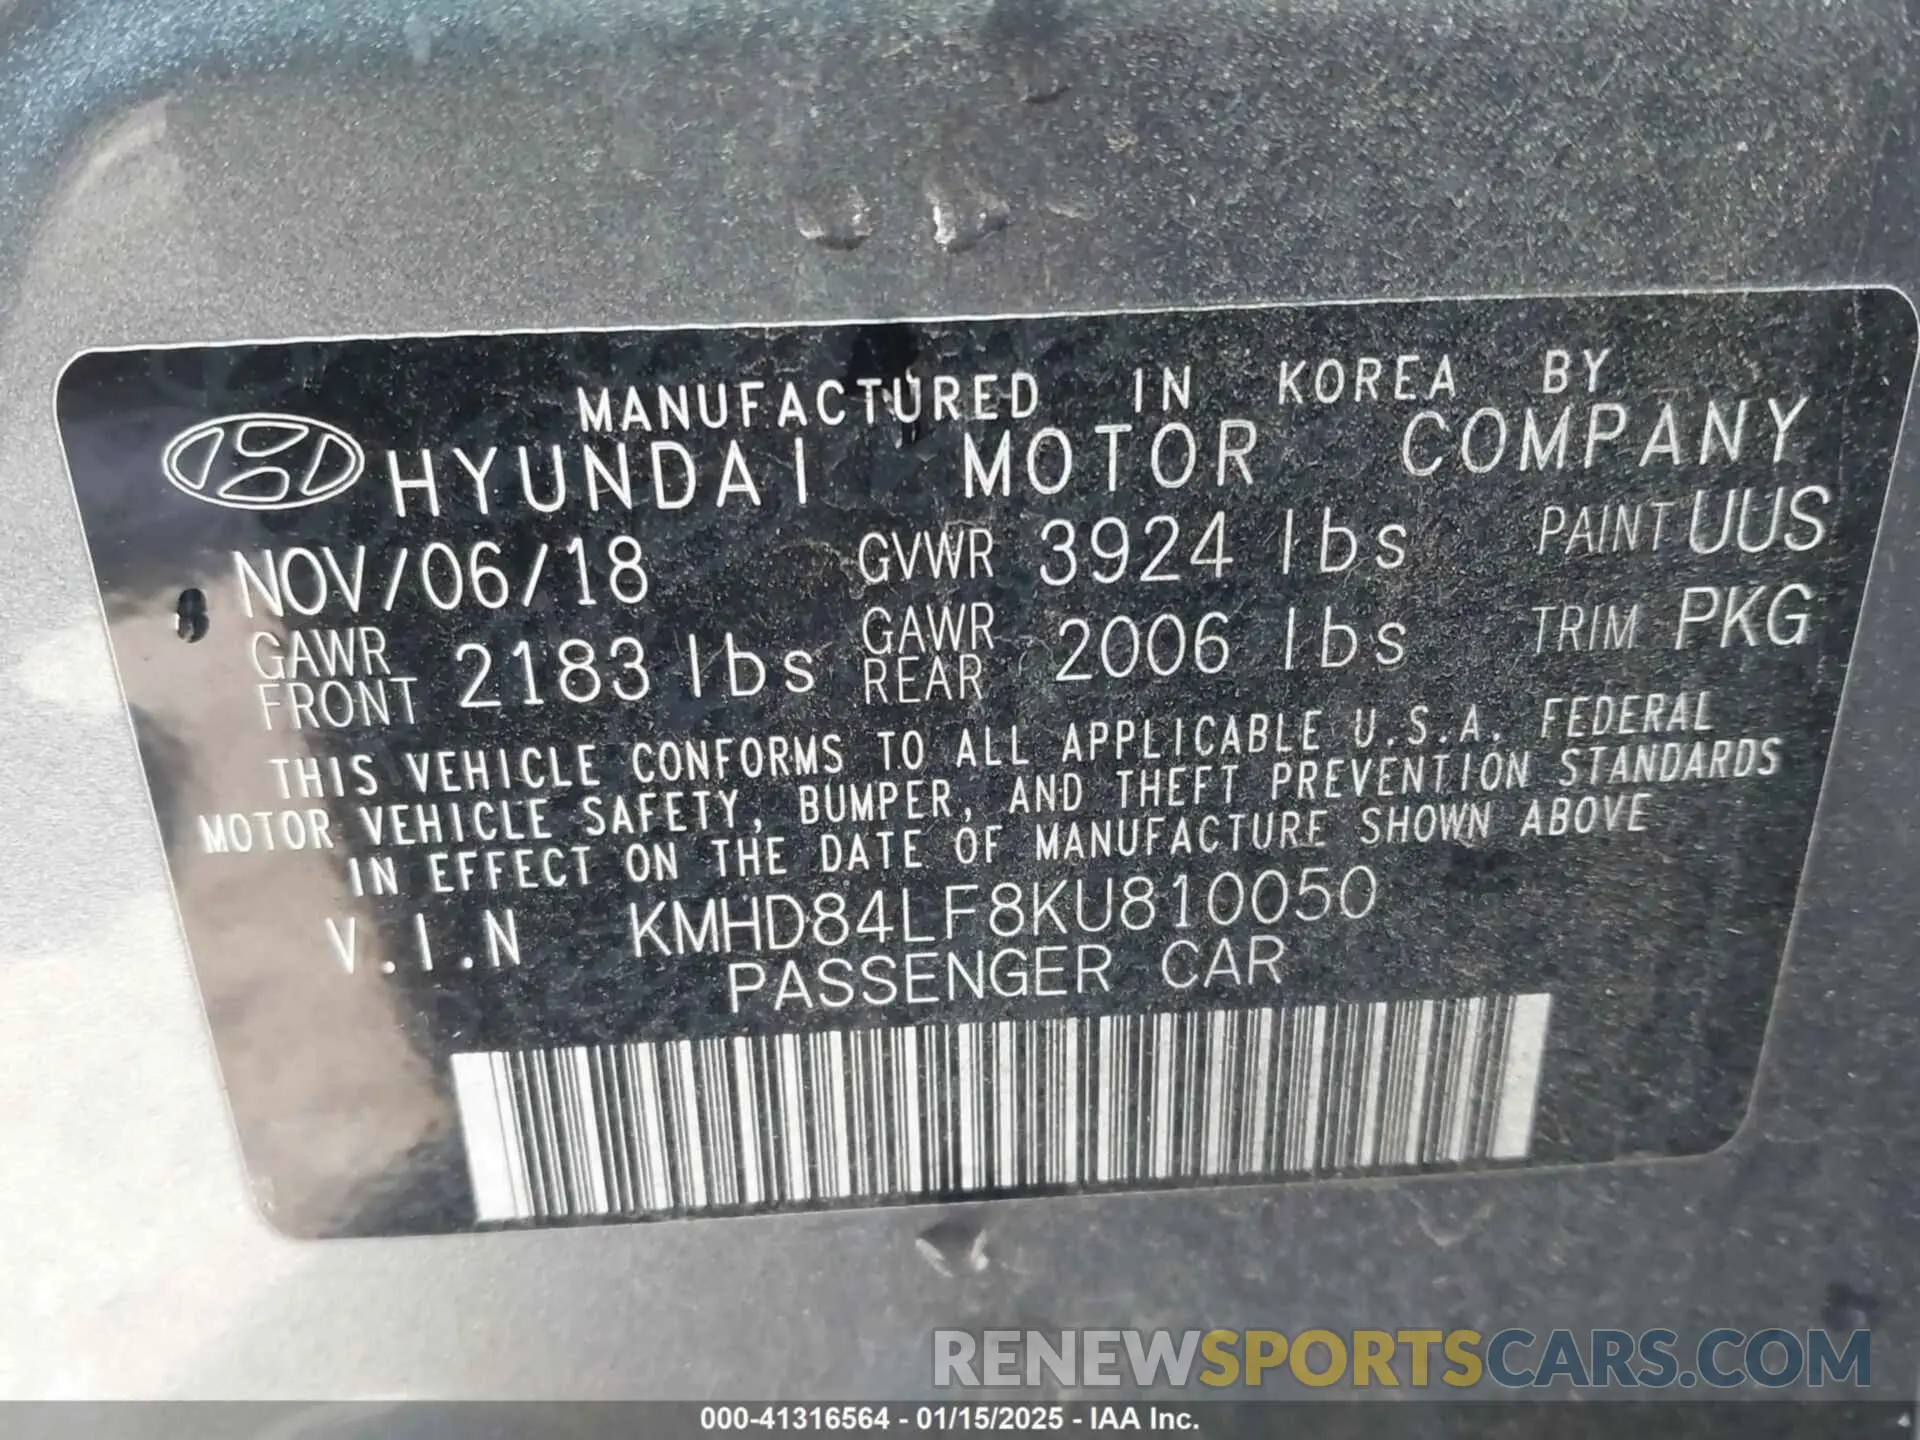 MANUFACTURED IN KOREA BY
HYUNDAI MOTOR COMPANY
NOV/06/18 GVWR 3924 lbs PAINT UUS
GAWR FRONT 2183 lbs GAWR REAR 2006 lbs TRIM PKG
THIS VEHICLE CONFORMS TO ALL APPLICABLE U.S.A. FEDERAL
MOTOR VEHICLE SAFETY, BUMPER, AND THEFT PREVENTION STANDARDS
IN EFFECT ON THE DATE OF MANUFACTURE SHOWN ABOVE
V.I.N KMHD84LF8KU810050
PASSENGER CAR
RENEWSPORTSCARS.COM
000-41316564 - 01/15/2025 - IAA Inc.